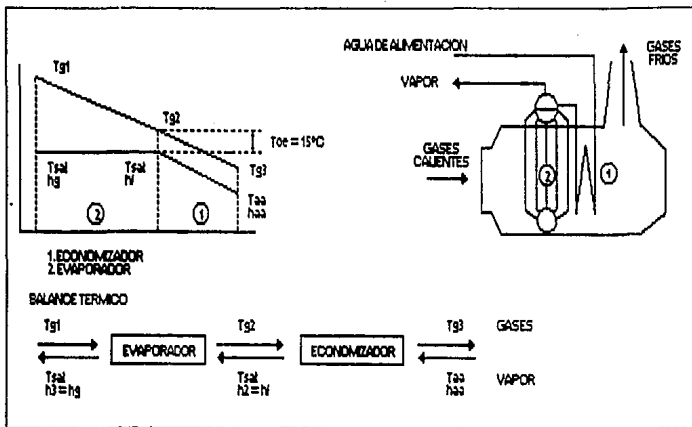 Tg1
Tg2
Toe = 15°C
Tg3
Tsat
hg
Tsat
hf
Taa
haa
2
1
1.ECONOMIZADOR
2.EVAPORADOR
AGUA DE ALIMENTACION
VAPOR
GASES
FRIOS
GASES
CALIENTES
2
1
BALANCE TERMICO
Tg1 Tg2 Tg3 GASES
EVAPORADOR ECONOMIZADOR
Tsat Tsat Taa VAPOR
h3=hg h2=hf haa